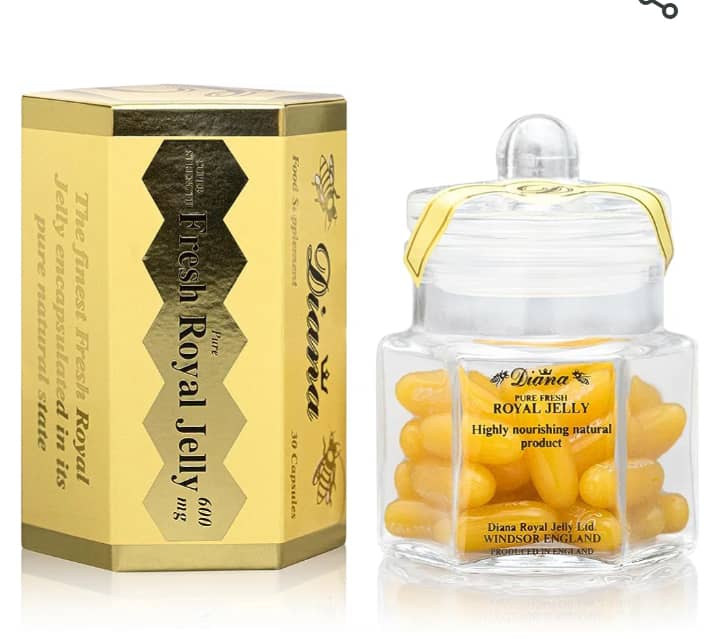 The finest Fresh Royal
Jelly encapsulated in its
pure natural state
Pure
Fresh Royal Jelly
600
mg
Food Supplement
Diana
30 Capsules
Diana
PURE FRESH
ROYAL JELLY
Highly nourishing natural
product
Diana Royal Jelly Ltd.
WINDSOR ENGLAND
PRODUCED IN ENGLAND